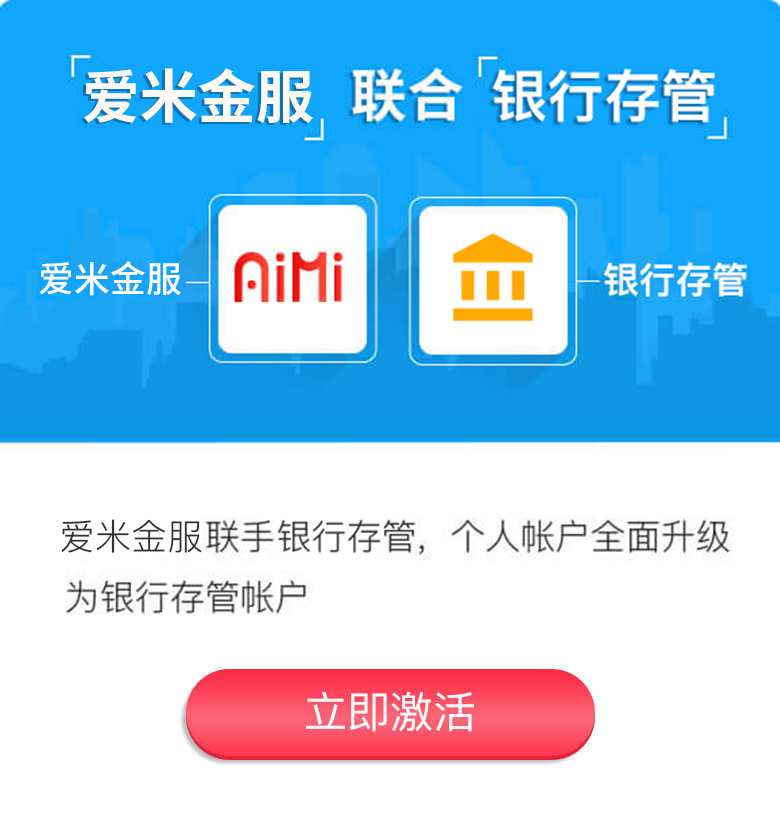 「爱米金服」联合「银行存管」
爱米金服
AiMi
银行存管
爱米金服联手银行存管，个人帐户全面升级
为银行存管帐户
立即激活